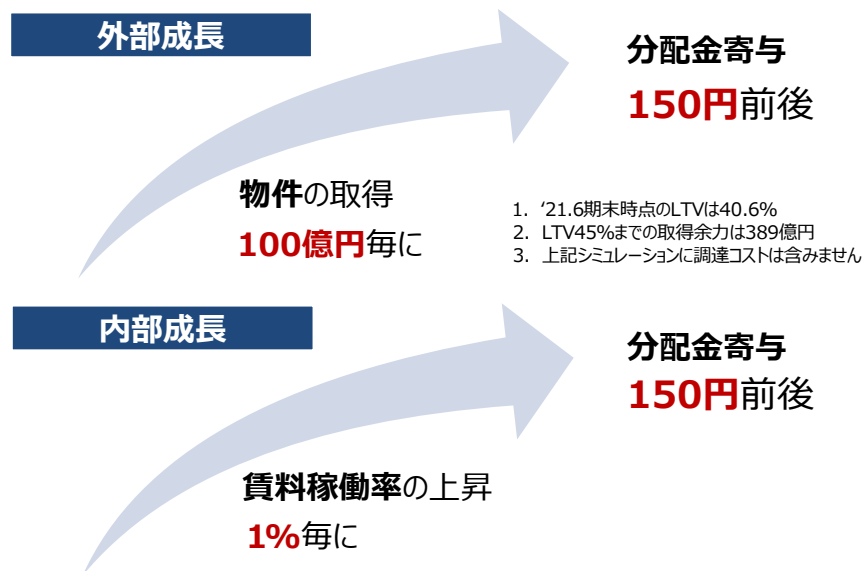 外部成長
分配金寄与
150円前後
物件の取得
100億円毎に
1. ‘21.6期末時点のLTVは40.6%
2. LTV45%までの取得余力は389億円
3. 上記シミュレーションに調達コストは含みません
内部成長
分配金寄与
150円前後
賃料稼働率の上昇
1%毎に